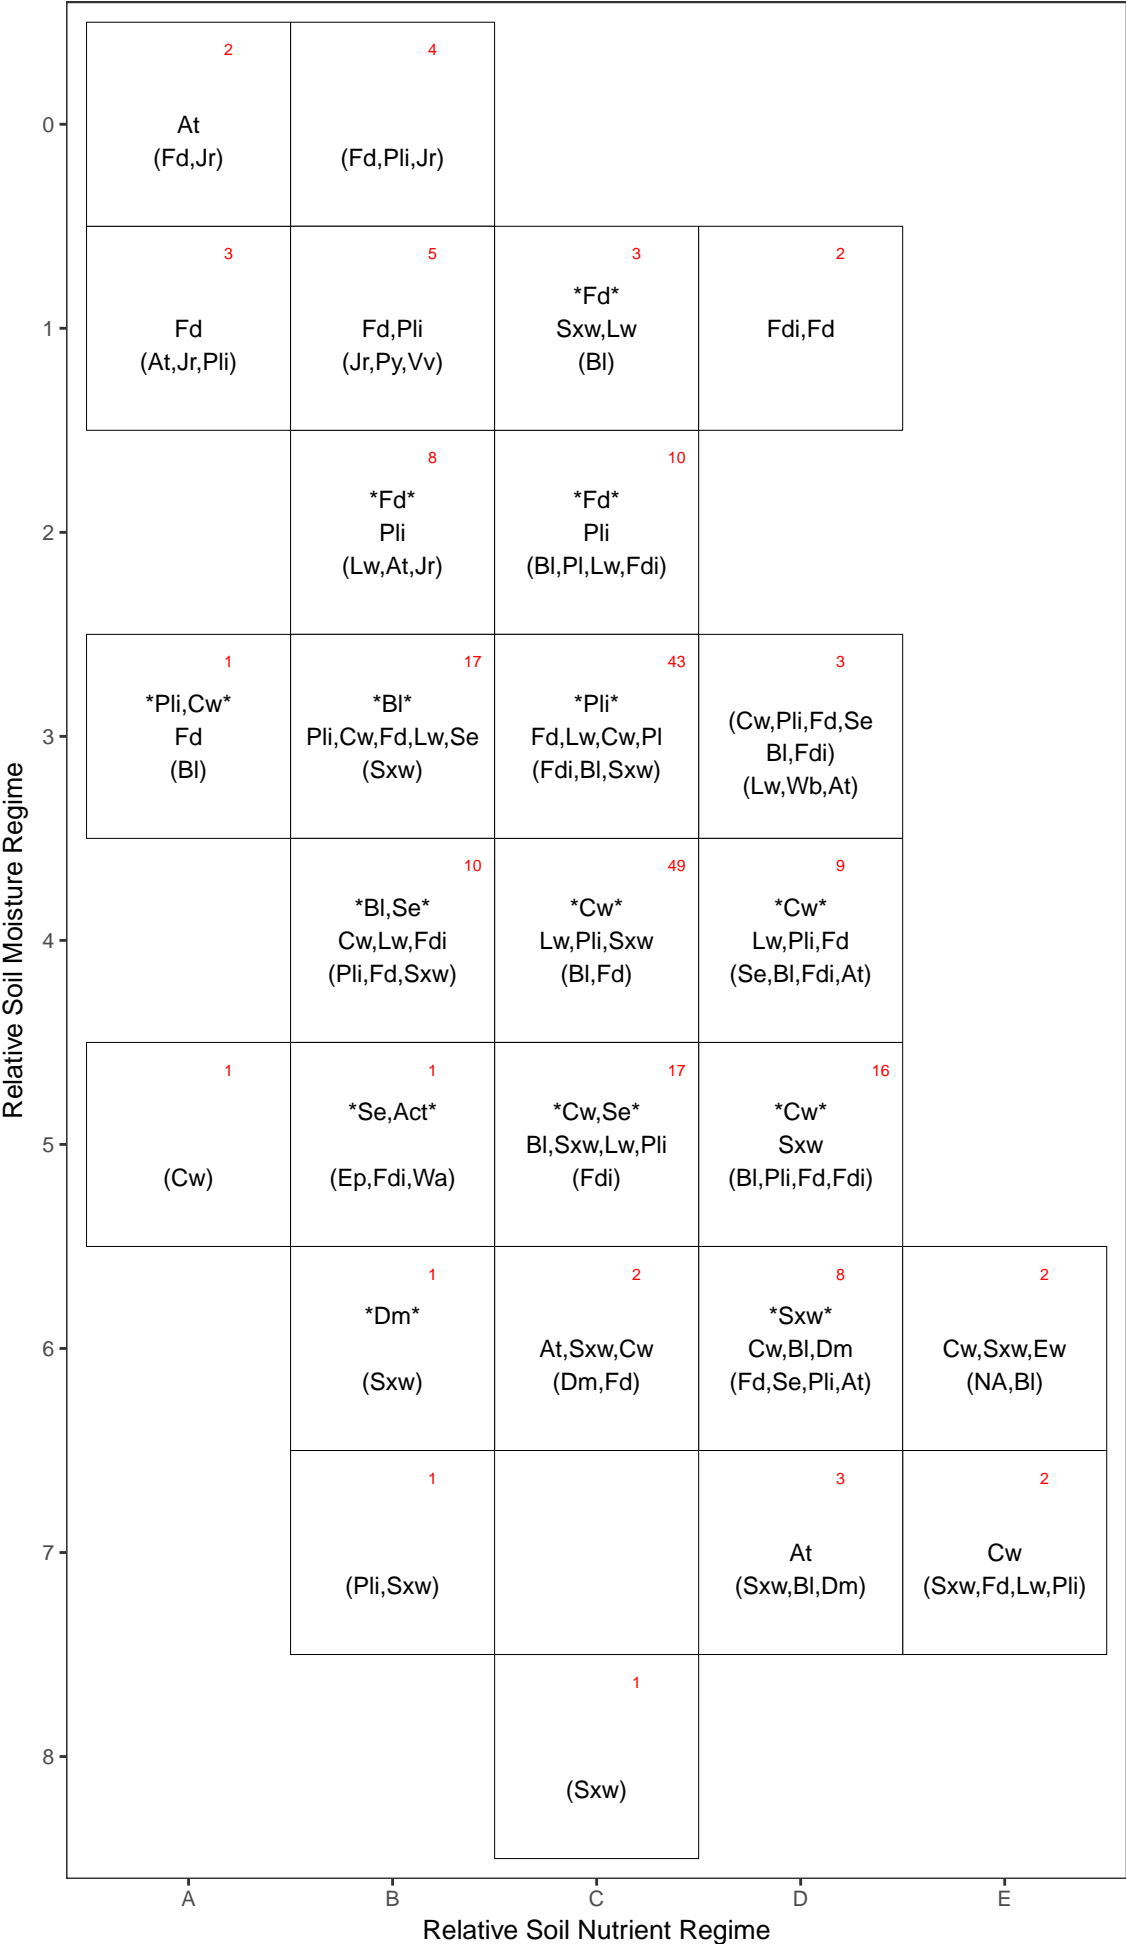 2
4
0
At
(Fd,Jr)
(Fd,Pli,Jr)
3
5
3
2
*Fd*
1
Fd
Fd,Pli
Sxw,Lw
Fdi,Fd
(At,Jr,Pli)
(Jr,Py,Vv)
(Bl)
8
10
*Fd*
*Fd*
2
Pli
Pli
(Lw,At,Jr)
(Bl,Pl,Lw,Fdi)
1
17
43
3
*Pli,Cw*
*Bl*
*Pli*
(Cw,Pli,Fd,Se
3
Fd
Pli,Cw,Fd,Lw,Se
Fd,Lw,Cw,Pl
Bl,Fdi)
(Bl)
(Sxw)
(Fdi,Bl,Sxw)
(Lw,Wb,At)
10
49
9
*Bl,Se*
*Cw*
*Cw*
4
Cw,Lw,Fdi
Lw,Pli,Sxw
Lw,Pli,Fd
(Pli,Fd,Sxw)
(Bl,Fd)
(Se,Bl,Fdi,At)
1
1
17
16
*Se,Act*
*Cw,Se*
*Cw*
5
Bl,Sxw,Lw,Pli
Sxw
(Cw)
(Ep,Fdi,Wa)
(Fdi)
(Bl,Pli,Fd,Fdi)
1
2
8
2
*Dm*
*Sxw*
6
At,Sxw,Cw
Cw,Bl,Dm
Cw,Sxw,Ew
(Sxw)
(Dm,Fd)
(Fd,Se,Pli,At)
(NA,Bl)
1
3
2
7
At
Cw
(Pli,Sxw)
(Sxw,Bl,Dm)
(Sxw,Fd,Lw,Pli)
1
8
(Sxw)
A
B
C
D
E
Relative Soil Nutrient Regime
Relative Soil Moisture Regime